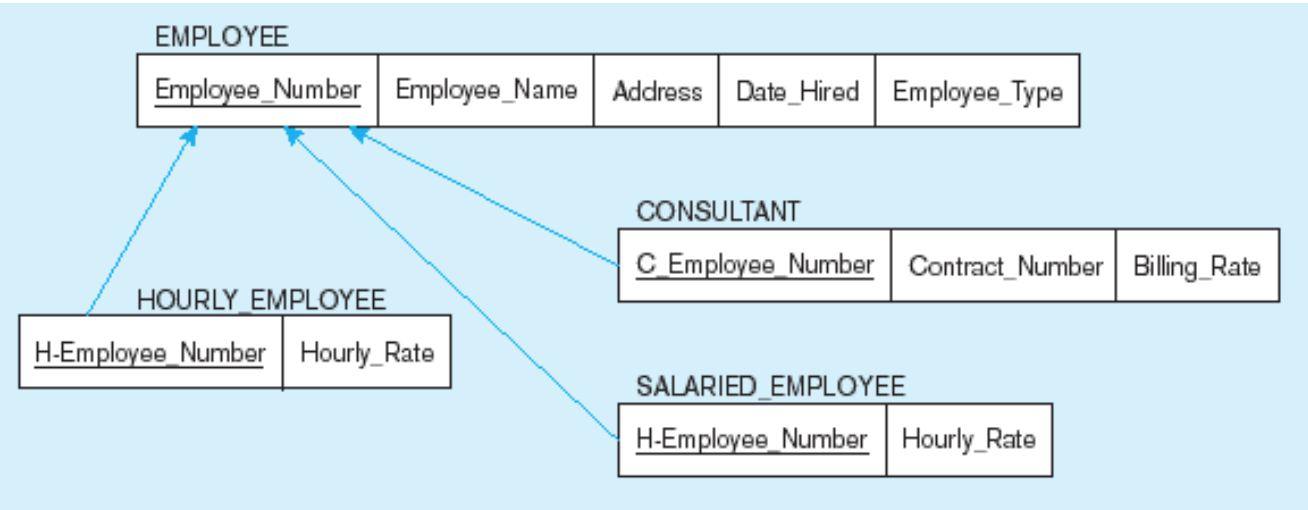 EMPLOYEE
Employee_Number Employee_Name Address Date_Hired Employee_Type
CONSULTANT
C_Employee_Number Contract_Number Billing_Rate
HOURLY_EMPLOYEE
H-Employee_Number Hourly_Rate
SALARIED_EMPLOYEE
H-Employee_Number Hourly_Rate